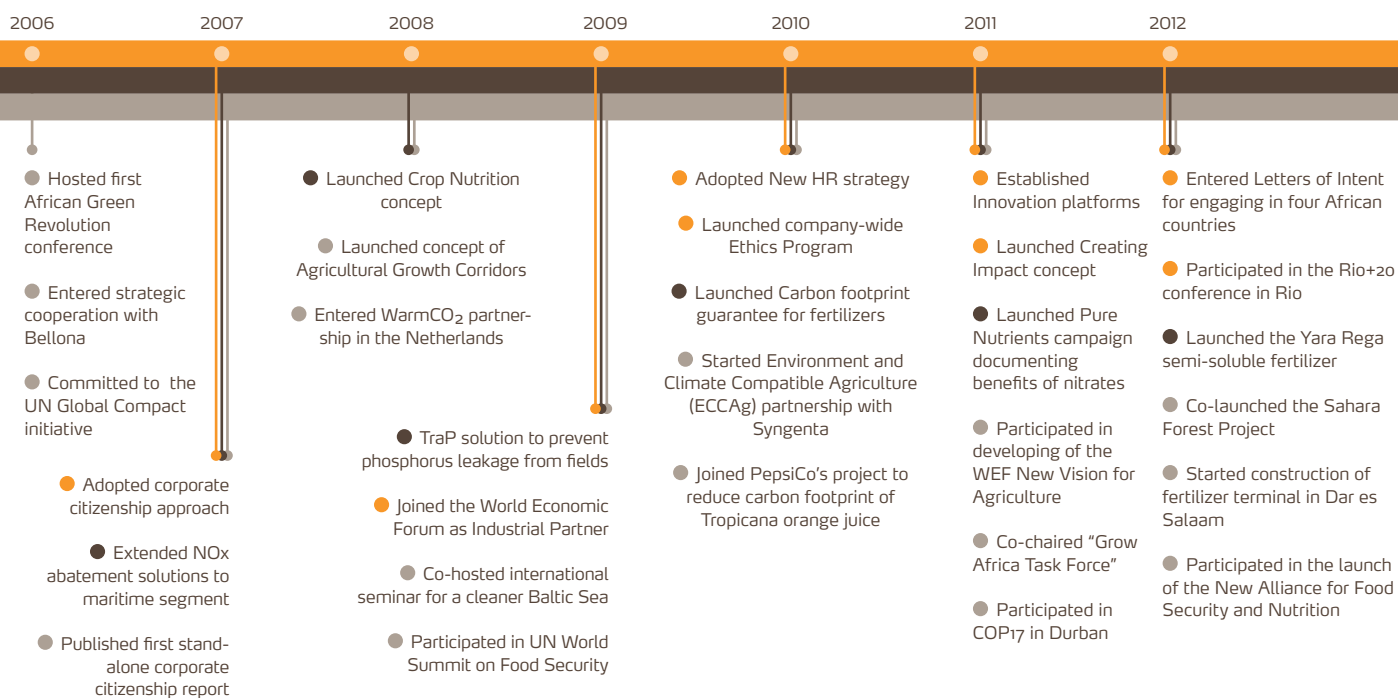 2006
2007
2008
2009
2010
2011
2012
Hosted first
African Green
Revolution
conference
Entered strategic
cooperation with
Bellona
Committed to the
UN Global Compact
initiative
Adopted corporate
citizenship approach
Extended NOx
abatement solutions to
maritime segment
Published first stand-
alone corporate
citizenship report
Launched Crop Nutrition
concept
Launched concept of
Agricultural Growth Corridors
Entered WarmCO₂ partner-
ship in the Netherlands
TraP solution to prevent
phosphorus leakage from fields
Joined the World Economic
Forum as Industrial Partner
Co-hosted international
seminar for a cleaner Baltic Sea
Participated in UN World
Summit on Food Security
Adopted New HR strategy
Launched company-wide
Ethics Program
Launched Carbon footprint
guarantee for fertilizers
Started Environment and
Climate Compatible Agriculture
(ECCAg) partnership with
Syngenta
Joined PepsiCo's project to
reduce carbon footprint of
Tropicana orange juice
Established
Innovation platforms
Launched Creating
Impact concept
Launched Pure
Nutrients campaign
documenting
benefits of nitrates
Participated in
developing of the
WEF New Vision for
Agriculture
Co-chaired “Grow
Africa Task Force”
Participated in
COP17 in Durban
Entered Letters of Intent
for engaging in four African
countries
Participated in the Rio+20
conference in Rio
Launched the Yara Rega
semi-soluble fertilizer
Co-launched the Sahara
Forest Project
Started construction of
fertilizer terminal in Dar es
Salaam
Participated in the launch
of the New Alliance for Food
Security and Nutrition